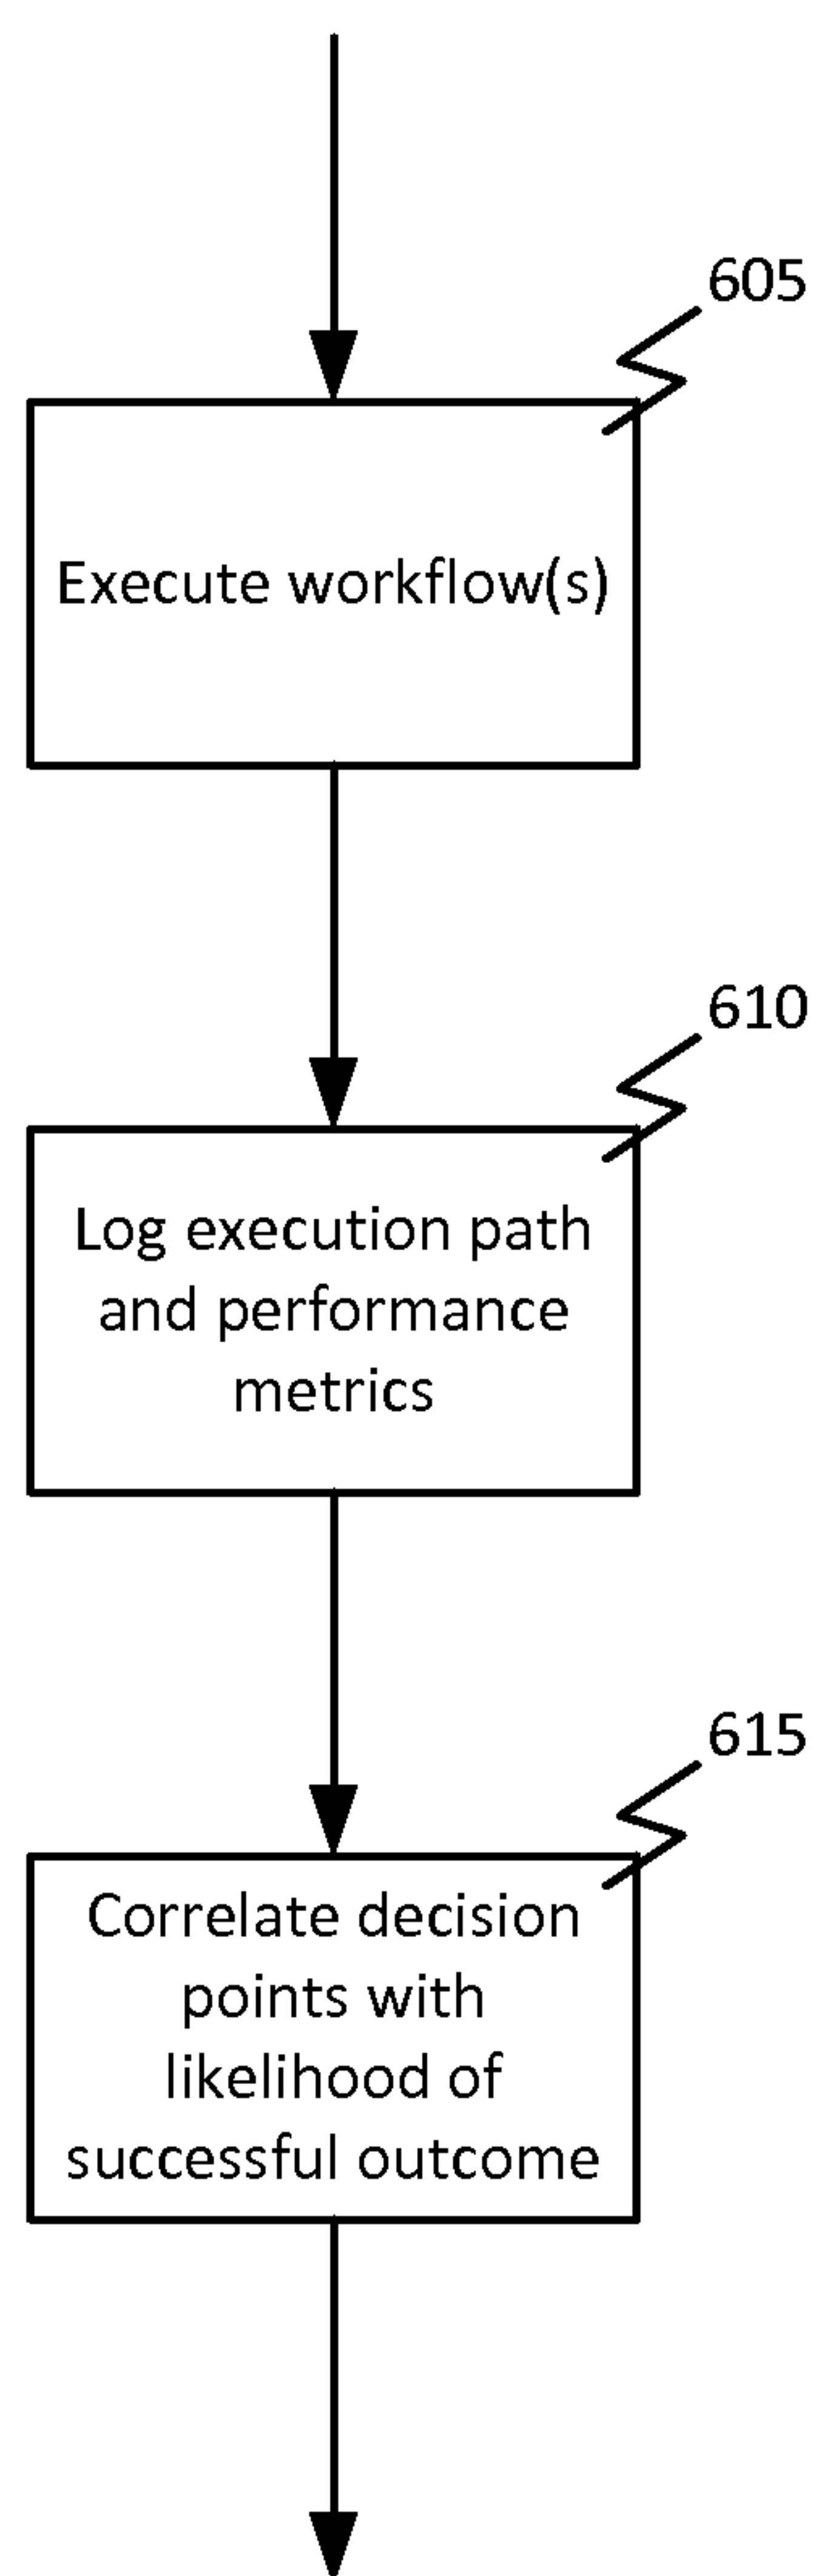 605
Execute workflow(s)
610
Log execution path
and performance
metrics
615
Correlate decision
points with
likelihood of
successful outcome